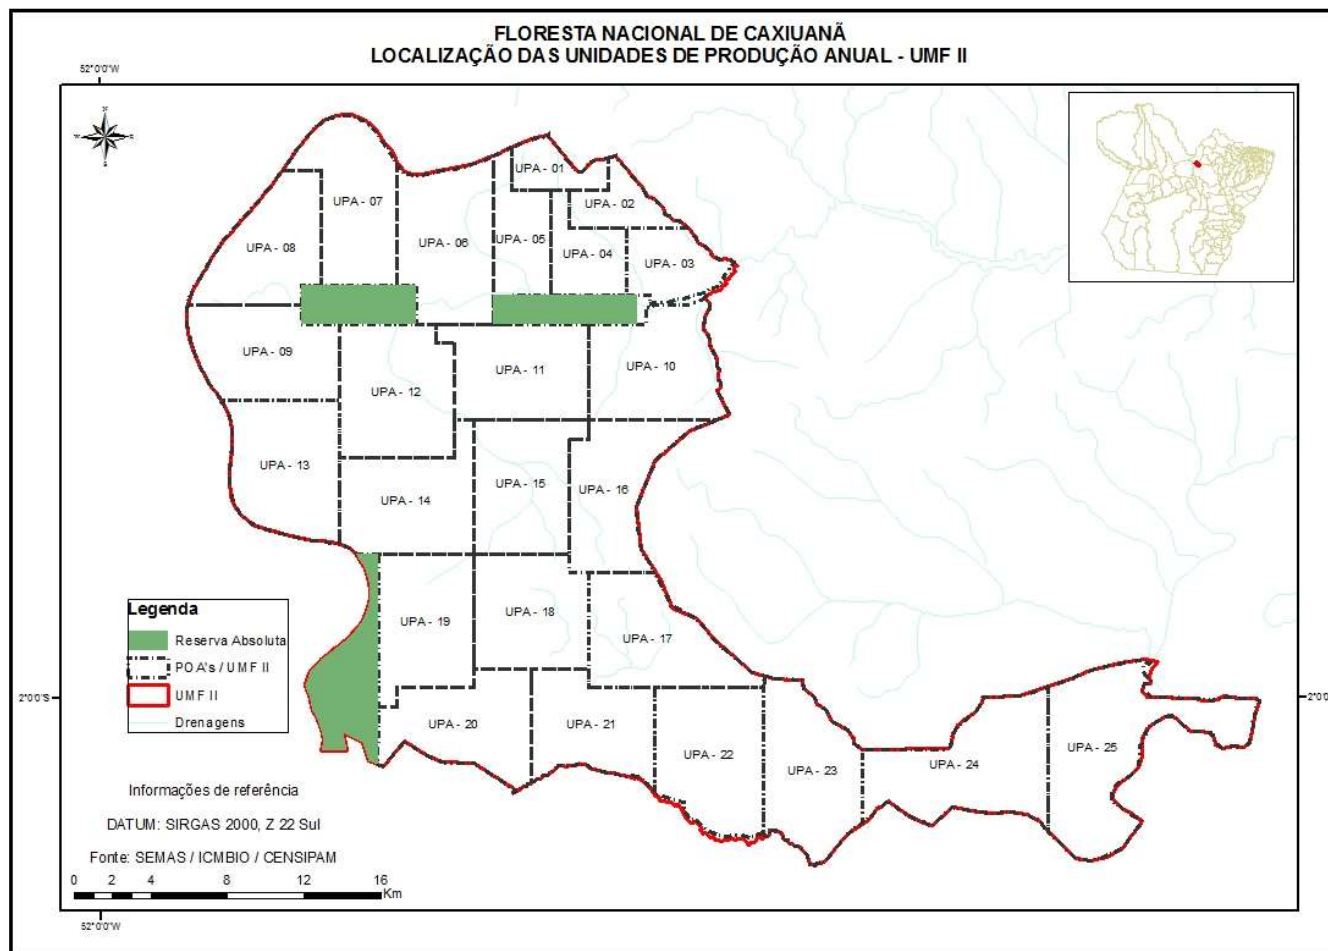 FLORESTA NACIONAL DE CAXIUANÃ
LOCALIZAÇÃO DAS UNIDADES DE PRODUÇÃO ANUAL - UMF II
52°0'0"W
N
UPA - 01
UPA - 07
UPA - 02
UPA - 08
UPA - 06
UPA - 05
UPA - 04
UPA - 03
UPA - 09
UPA - 12
UPA - 11
UPA - 10
UPA - 13
UPA - 14
UPA - 15
UPA - 16
UPA - 19
UPA - 18
UPA - 17
UPA - 20
UPA - 21
UPA - 22
UPA - 23
UPA - 24
UPA - 25
Legenda
Reserva Absoluta
POA's / UMF II
UMF II
Drenagens
2°0'0"S
2°0'0
Informações de referência
DATUM: SIRGAS 2000, Z 22 Sul
Fonte: SEMAS / ICMBIO / CENSIPAM
0 2 4 8 12 16
Km
52°0'0"W